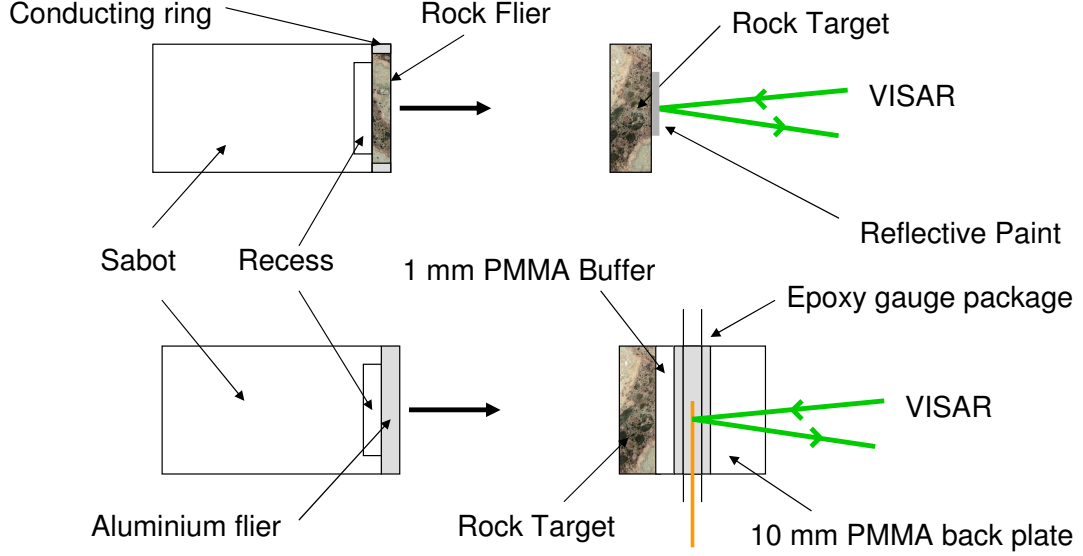 Conducting ring
Rock Flier
Rock Target
VISAR
Reflective Paint
Sabot
Recess
1 mm PMMA Buffer
Epoxy gauge package
VISAR
Aluminium flier
Rock Target
10 mm PMMA back plate